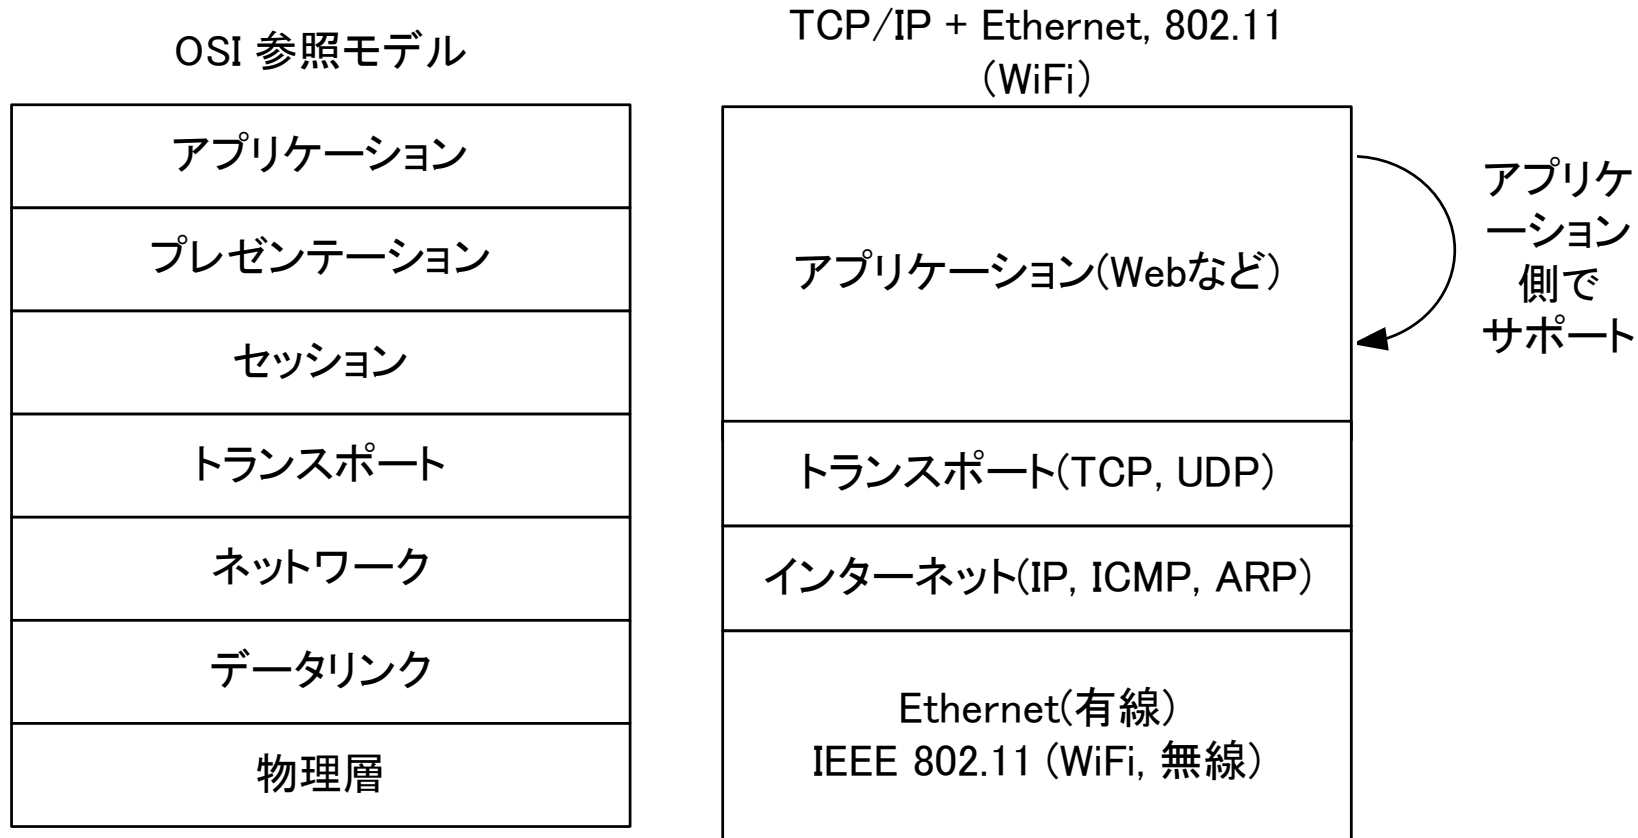 OSI 参照モデル
アプリケーション
プレゼンテーション
セッション
トランスポート
ネットワーク
データリンク
物理層
TCP/IP + Ethernet, 802.11
(WiFi)
アプリケーション(Webなど)
トランスポート(TCP, UDP)
インターネット(IP, ICMP, ARP)
Ethernet(有線)
IEEE 802.11 (WiFi, 無線)
アプリケ
ーション
側で
サポート